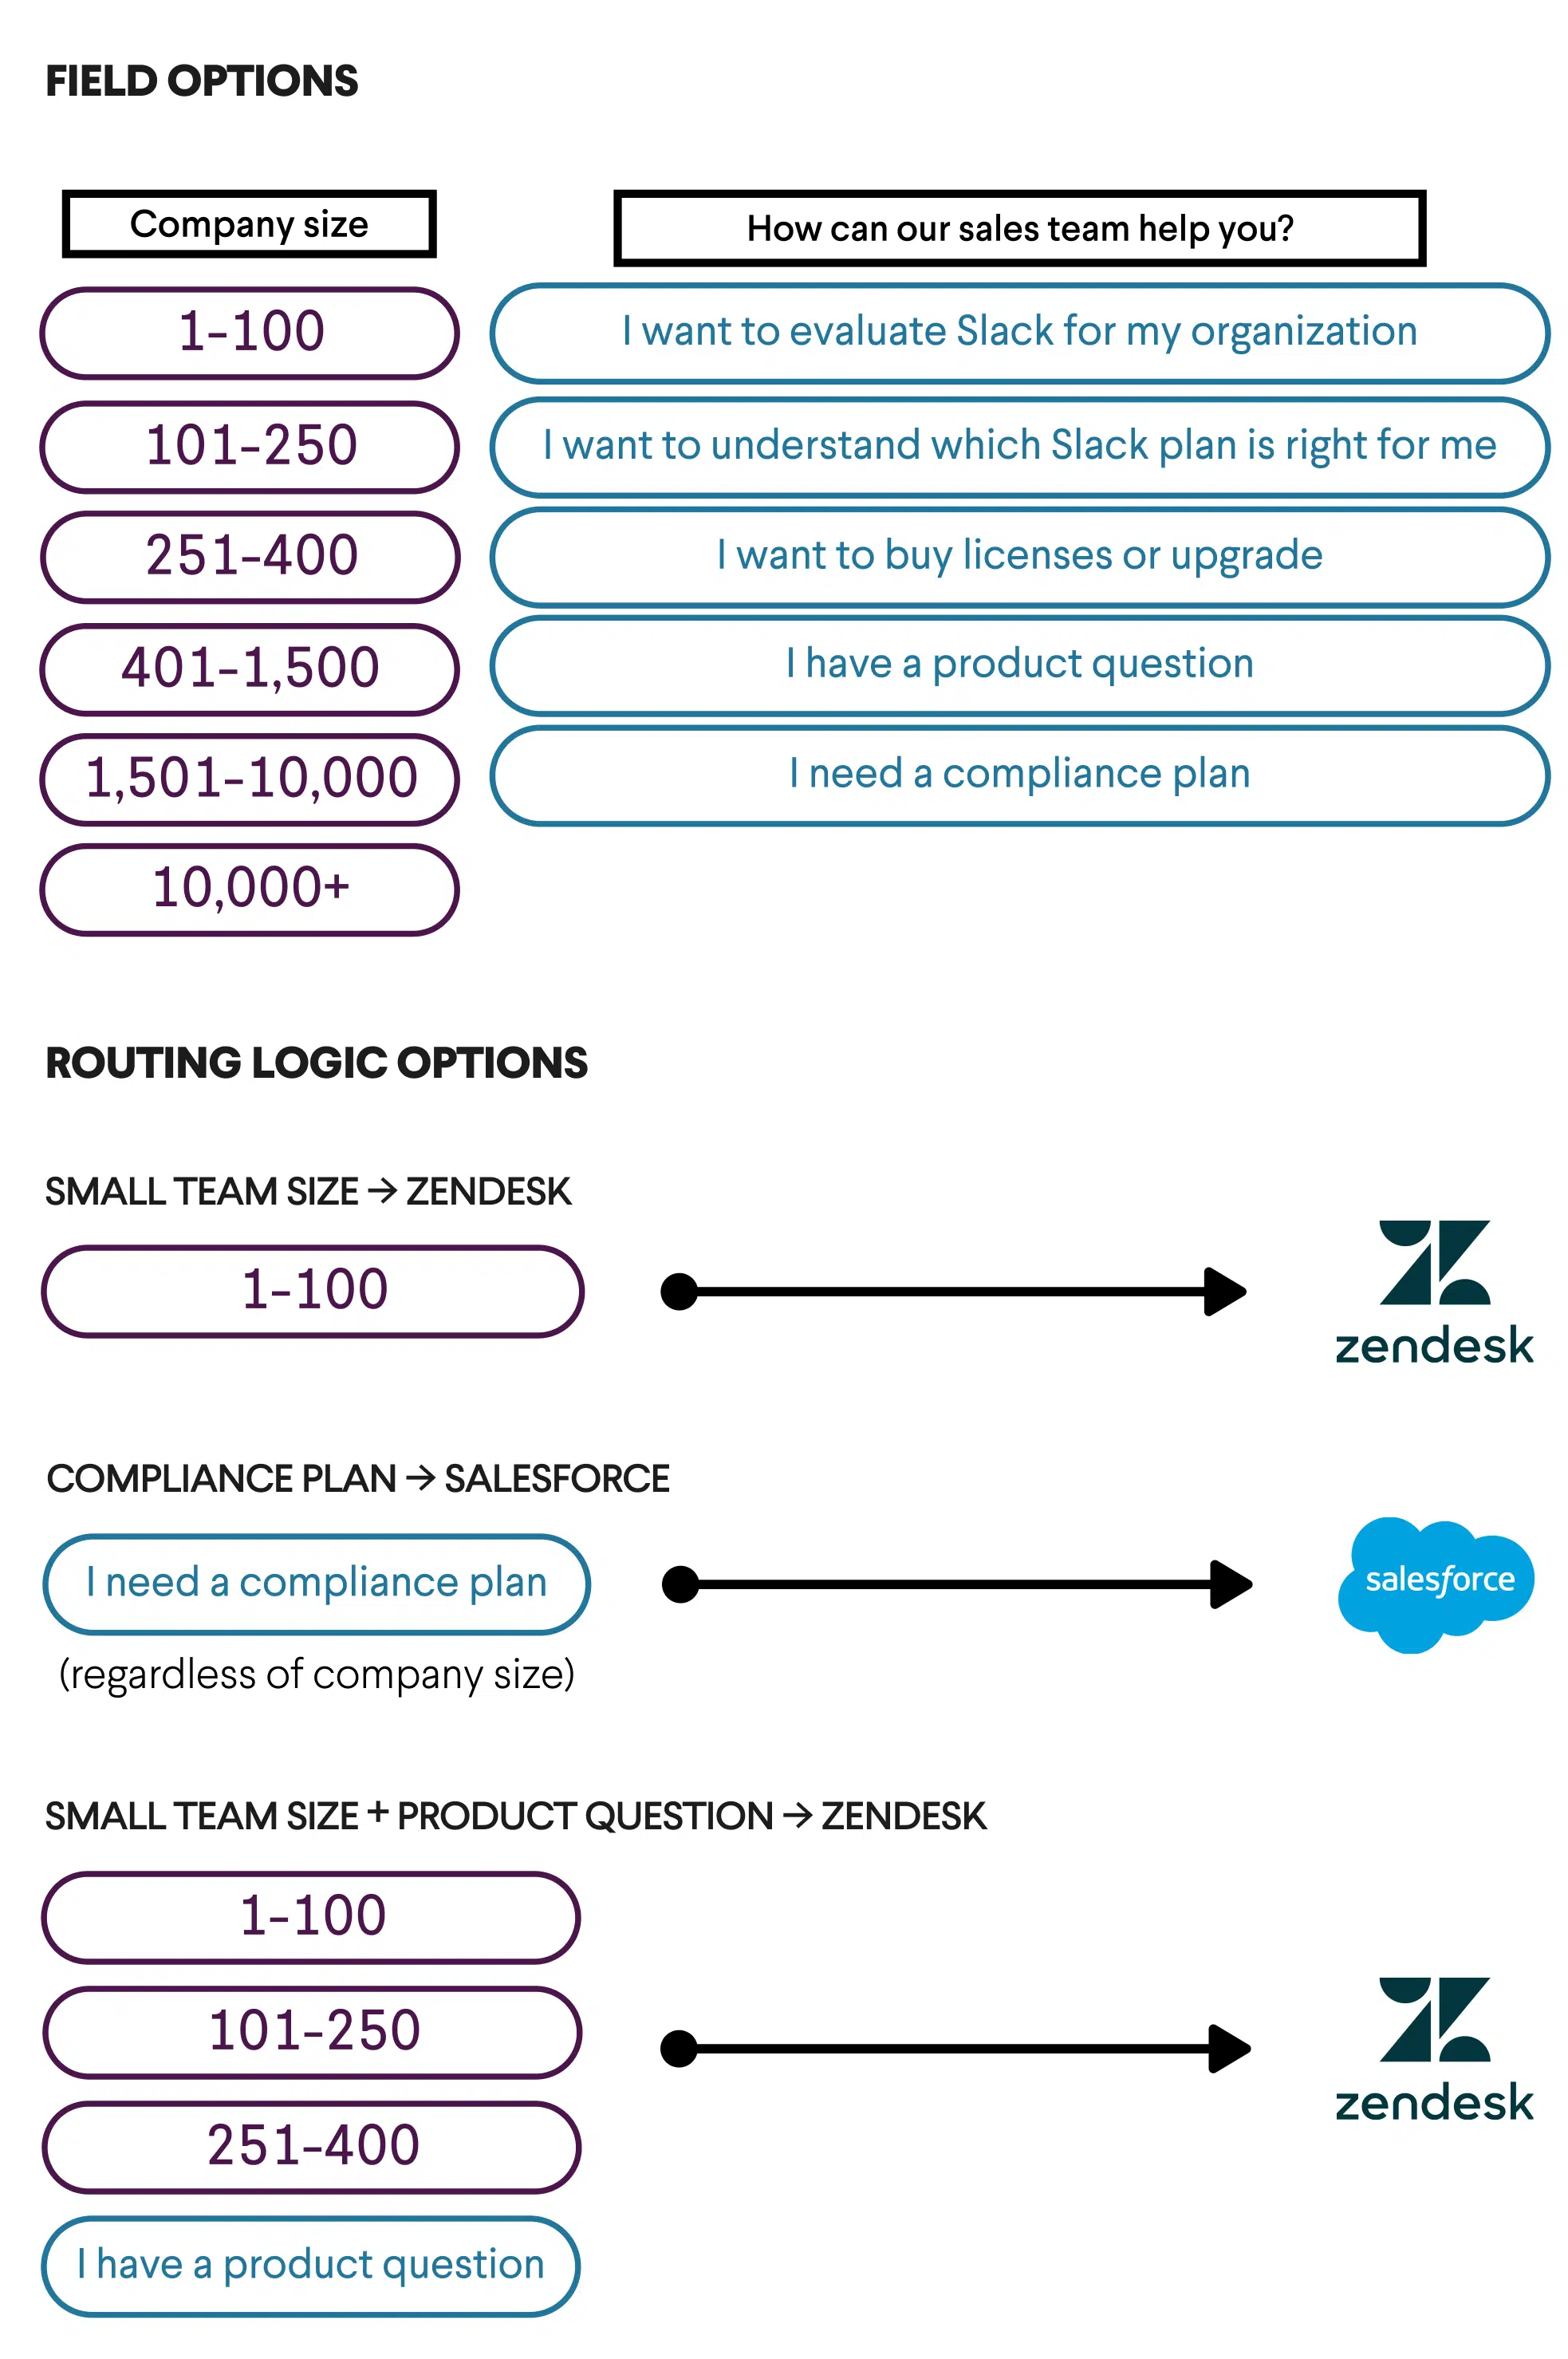 FIELD OPTIONS
Company size
How can our sales team help you?
1-100
I want to evaluate Slack for my organization
101-250
I want to understand which Slack plan is right for me
251-400
I want to buy licenses or upgrade
401-1,500
I have a product question
1,501-10,000
I need a compliance plan
10,000+
ROUTING LOGIC OPTIONS
SMALL TEAM SIZE → ZENDESK
1-100
zendesk
COMPLIANCE PLAN → SALESFORCE
I need a compliance plan
salesforce
(regardless of company size)
SMALL TEAM SIZE + PRODUCT QUESTION → ZENDESK
1-100
101-250
zendesk
251-400
I have a product question